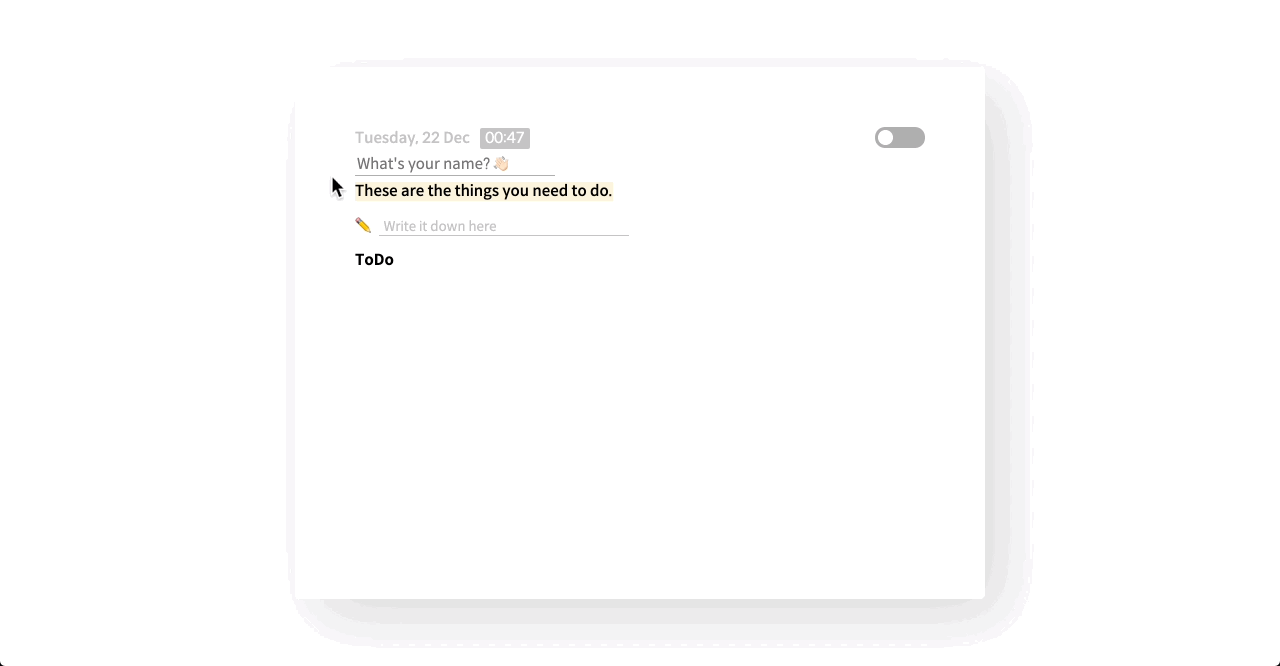 Tuesday, 22 Dec 00:47
What's your name? 👋🏻
These are the things you need to do.
✏️ Write it down here
ToDo